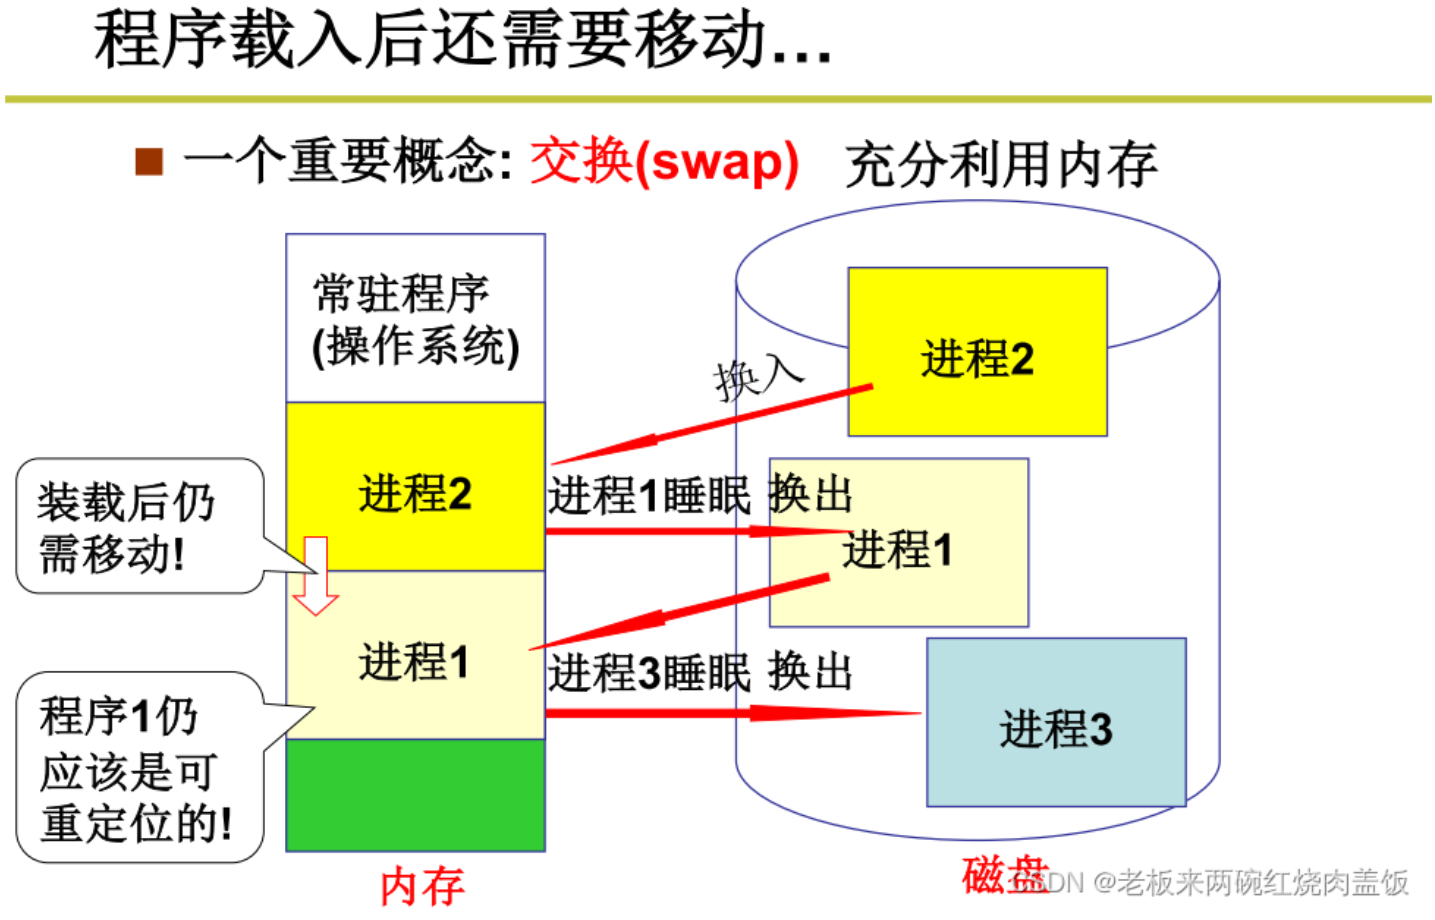 程序载入后还需要移动...
一个重要概念: 交换(swap) 充分利用内存
常驻程序
(操作系统)
进程2
换入
进程2
进程1睡眠 换出
装载后仍
需移动!
进程1
进程1
进程3睡眠 换出
程序1仍
应该是可
重定位的!
进程3
内存
磁盘
CSDN @老板来两碗红烧肉盖饭